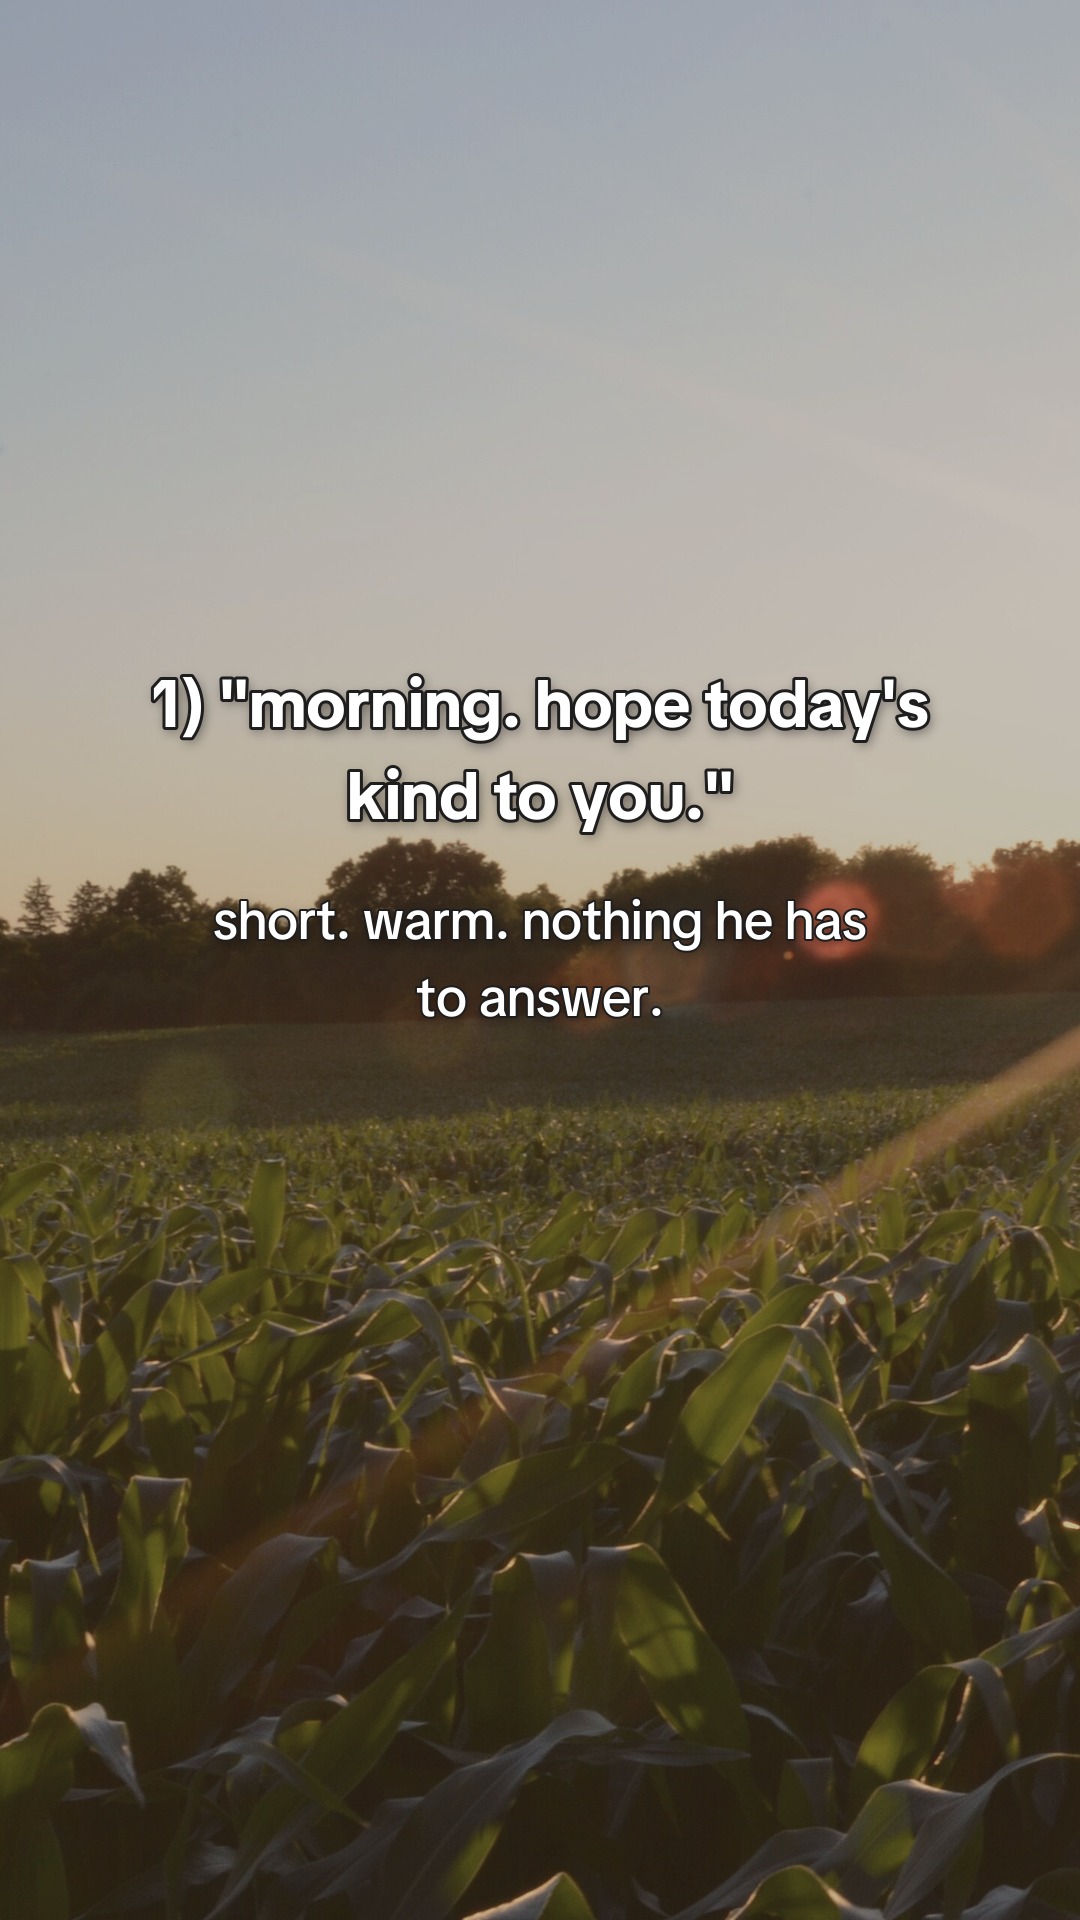 1) "morning. hope today's
kind to you."
short. warm. nothing he has
to answer.